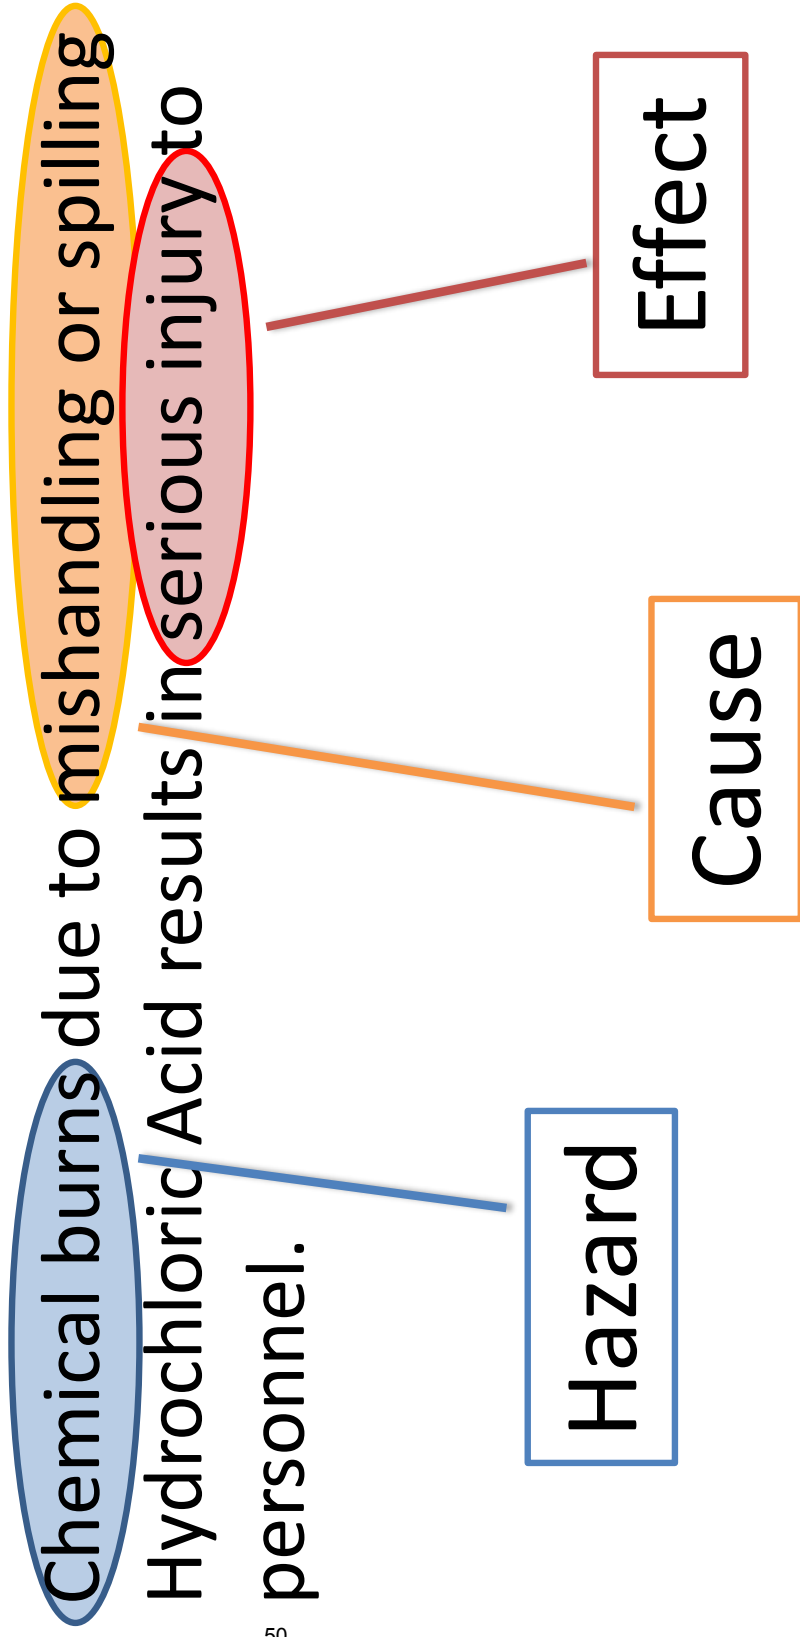 Chemical burns due to mishandling or spilling
Hydrochloric Acid results in serious injury to
personnel.
Hazard
Cause
Effect
50